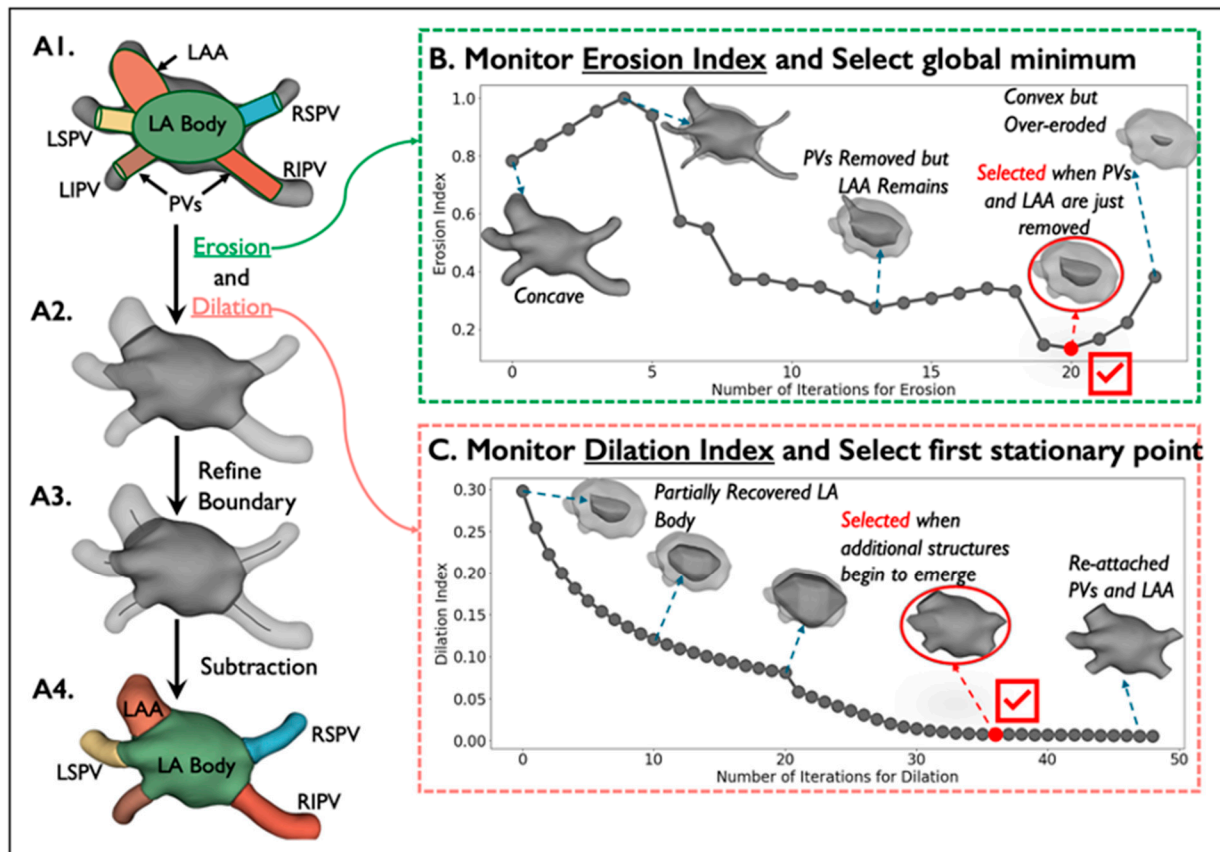 A1.
LAA
LSPV
LA Body
RSPV
LIPV
PVs
RIPV
Erosion
and
Dilation
A2.
Refine
Boundary
A3.
Subtraction
A4.
LAA
RSPV
LSPV
LA Body
RIPV
B. Monitor Erosion Index and Select global minimum
1.0
0.8
0.6
0.4
0.2
Erosion Index
Concave
PVs Removed but
LAA Remains
Convex but
Over-eroded
Selected when PVs
and LAA are just
removed
0
5
10
15
20
Number of Iterations for Erosion
C. Monitor Dilation Index and Select first stationary point
0.30
0.25
0.20
0.15
0.10
0.05
0.00
Dilation Index
Partially Recovered LA
Body
Selected when
additional structures
begin to emerge
Re-attached
PVs and LAA
0
10
20
30
40
50
Number of Iterations for Dilation